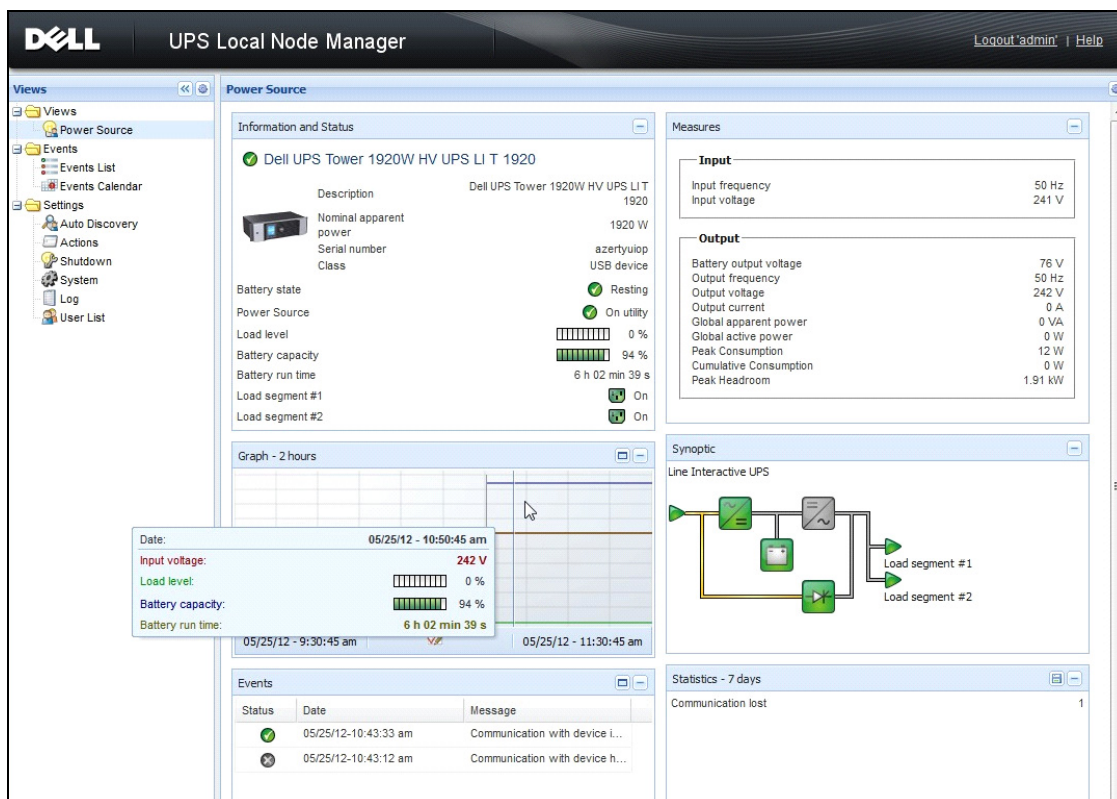 DELL
UPS Local Node Manager
Logout 'admin' | Help
Views
Views
Power Source
Events
Events List
Events Calendar
Settings
Auto Discovery
Actions
Shutdown
System
Log
User List
Power Source
Information and Status
Dell UPS Tower 1920W HV UPS LI T 1920
Description Dell UPS Tower 1920W HV UPS LI T
1920
Nominal apparent
power 1920 W
Serial number azertyuiop
Class USB device
Battery state Resting
Power Source On utility
Load level 0 %
Battery capacity 94 %
Battery run time 6 h 02 min 39 s
Load segment #1 On
Load segment #2 On
Graph - 2 hours
Date: 05/25/12 - 10:50:45 am
Input voltage: 242 V
Load level: 0 %
Battery capacity: 94 %
Battery run time: 6 h 02 min 39 s
05/25/12 - 9:30:45 am 05/25/12 - 11:30:45 am
Events
Status Date Message
05/25/12-10:43:33 am Communication with device i...
05/25/12-10:43:12 am Communication with device h...
Measures
Input
Input frequency 50 Hz
Input voltage 241 V
Output
Battery output voltage 76 V
Output frequency 50 Hz
Output voltage 242 V
Output current 0 A
Global apparent power 0 VA
Global active power 0 W
Peak Consumption 12 W
Cumulative Consumption 0 W
Peak Headroom 1.91 kW
Synoptic
Line Interactive UPS
Load segment #1
Load segment #2
Statistics - 7 days
Communication lost 1